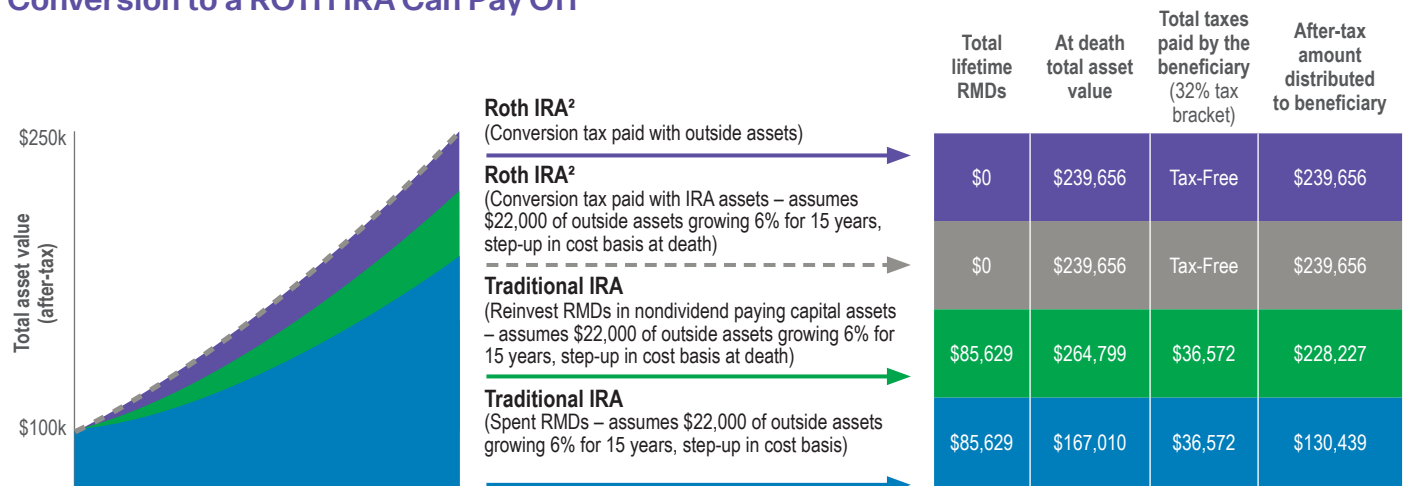 Conversion to a ROTH IRA Can Pay Off
Total
lifetime
RMDs
At death
total asset
value
Total taxes
paid by the
beneficiary
(32% tax
bracket)
After-tax
amount
distributed
to beneficiary
$250k
$100k
Total asset value
(after-tax)
Roth IRA²
(Conversion tax paid with outside assets)
Roth IRA²
(Conversion tax paid with IRA assets – assumes
$22,000 of outside assets growing 6% for 15 years,
step-up in cost basis at death)
Traditional IRA
(Reinvest RMDs in nondividend paying capital assets
– assumes $22,000 of outside assets growing 6% for
15 years, step-up in cost basis at death)
Traditional IRA
(Spent RMDs – assumes $22,000 of outside assets
growing 6% for 15 years, step-up in cost basis)
$0 $239,656 Tax-Free $239,656
$0 $239,656 Tax-Free $239,656
$85,629 $264,799 $36,572 $228,227
$85,629 $167,010 $36,572 $130,439